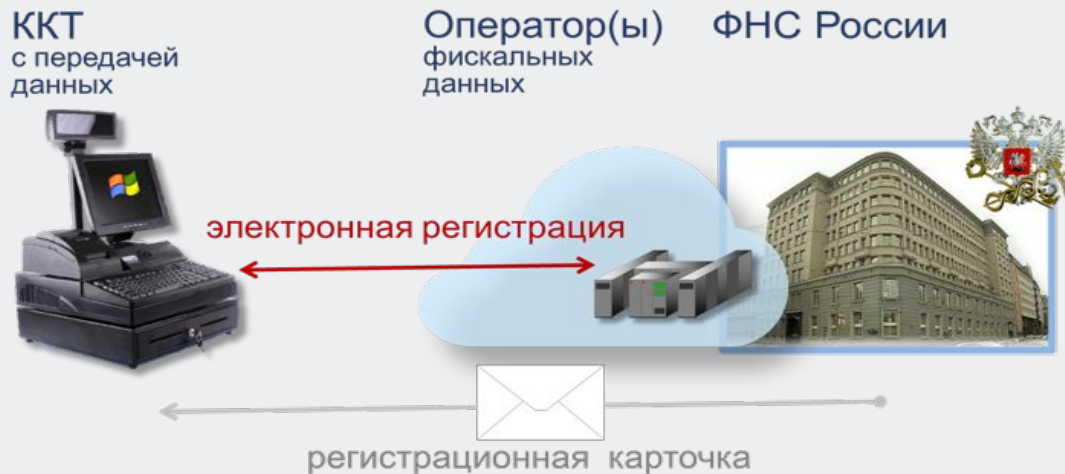 ККТ
с передачей
данных
Оператор(ы)
фискальных
данных
ФНС России
электронная регистрация
регистрационная карточка